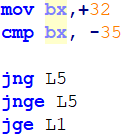 mov bx,+32
cmp bx, -35
jng L5
jnge L5
jge L1